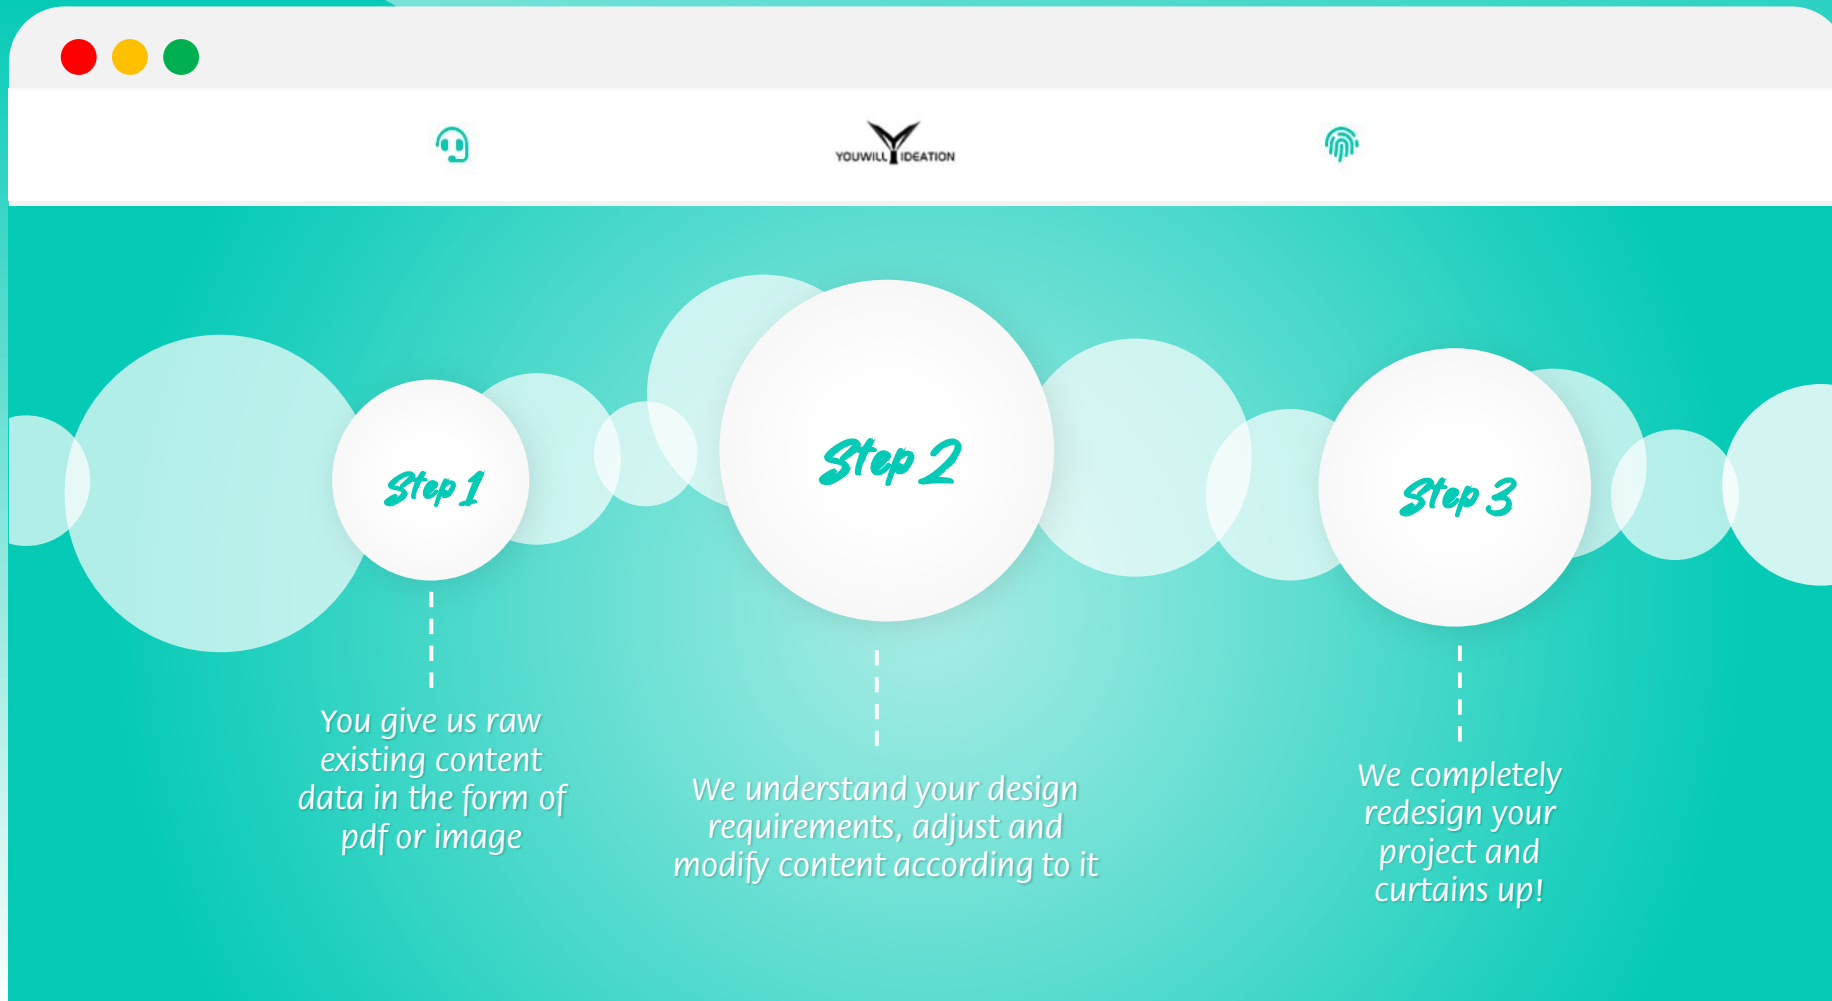 YOUWILL IDEATION
Step 1
Step 2
Step 3
You give us raw
existing content
data in the form of
pdf or image
We understand your design
requirements, adjust and
modify content according to it
We completely
redesign your
project and
curtains up!